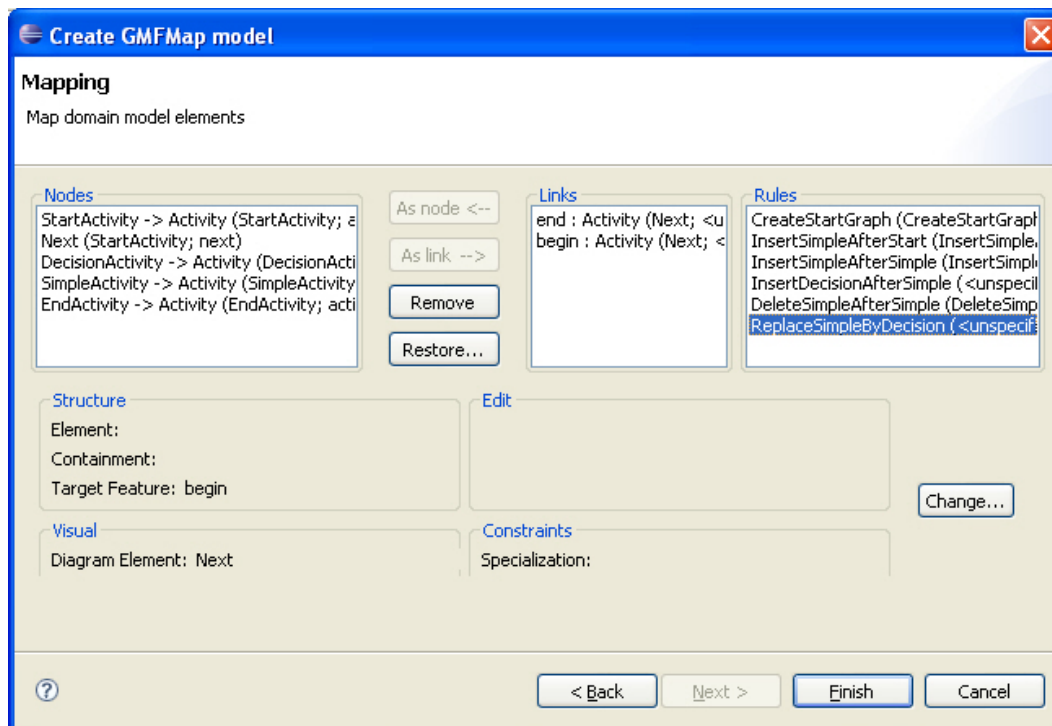 Create GMFMap model
Mapping
Map domain model elements
Nodes
StartActivity -> Activity (StartActivity; a
Next (StartActivity; next)
DecisionActivity -> Activity (DecisionActi
SimpleActivity -> Activity (SimpleActivity
EndActivity -> Activity (EndActivity; acti
As node <--
As link -->
Remove
Restore...
Links
end : Activity (Next; <u
begin : Activity (Next; <
Rules
CreateStartGraph (CreateStartGraph
InsertSimpleAfterStart (InsertSimple
InsertSimpleAfterSimple (InsertSimpl
InsertDecisionAfterSimple (<unspecif
DeleteSimpleAfterSimple (DeleteSimp
ReplaceSimpleByDecision (<unspecif
Structure
Element:
Containment:
Target Feature: begin
Edit
Change...
Visual
Diagram Element: Next
Constraints
Specialization:
?
< Back
Next >
Finish
Cancel